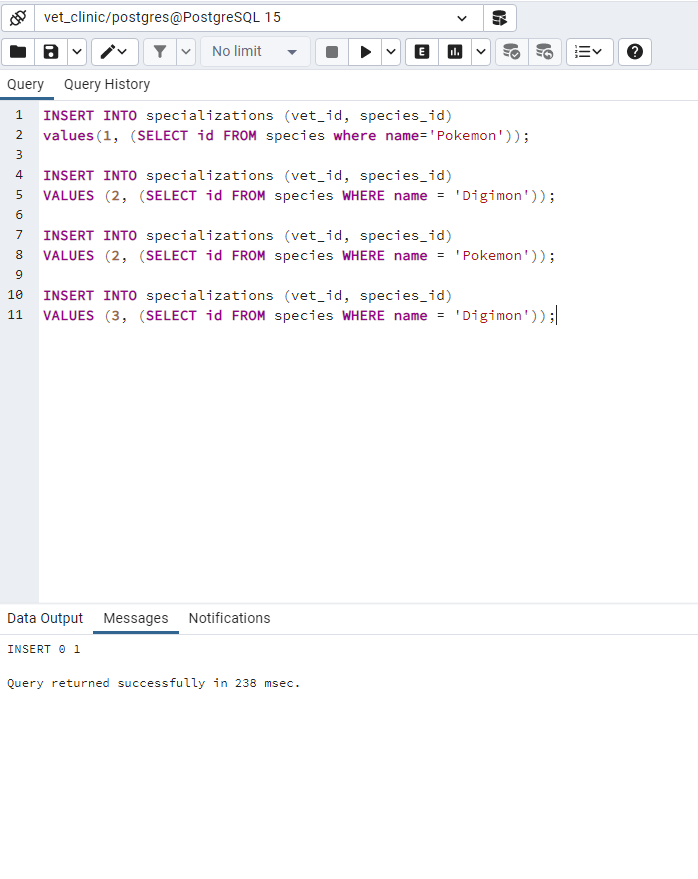 vet_clinic/postgres@PostgreSQL 15
No limit
E
Query Query History
1 INSERT INTO specializations (vet_id, species_id)
2 values(1, (SELECT id FROM species where name='Pokemon'));
3
4 INSERT INTO specializations (vet_id, species_id)
5 VALUES (2, (SELECT id FROM species WHERE name = 'Digimon'));
6
7 INSERT INTO specializations (vet_id, species_id)
8 VALUES (2, (SELECT id FROM species WHERE name = 'Pokemon'));
9
10 INSERT INTO specializations (vet_id, species_id)
11 VALUES (3, (SELECT id FROM species WHERE name = 'Digimon'));
Data Output Messages Notifications
INSERT 0 1
Query returned successfully in 238 msec.